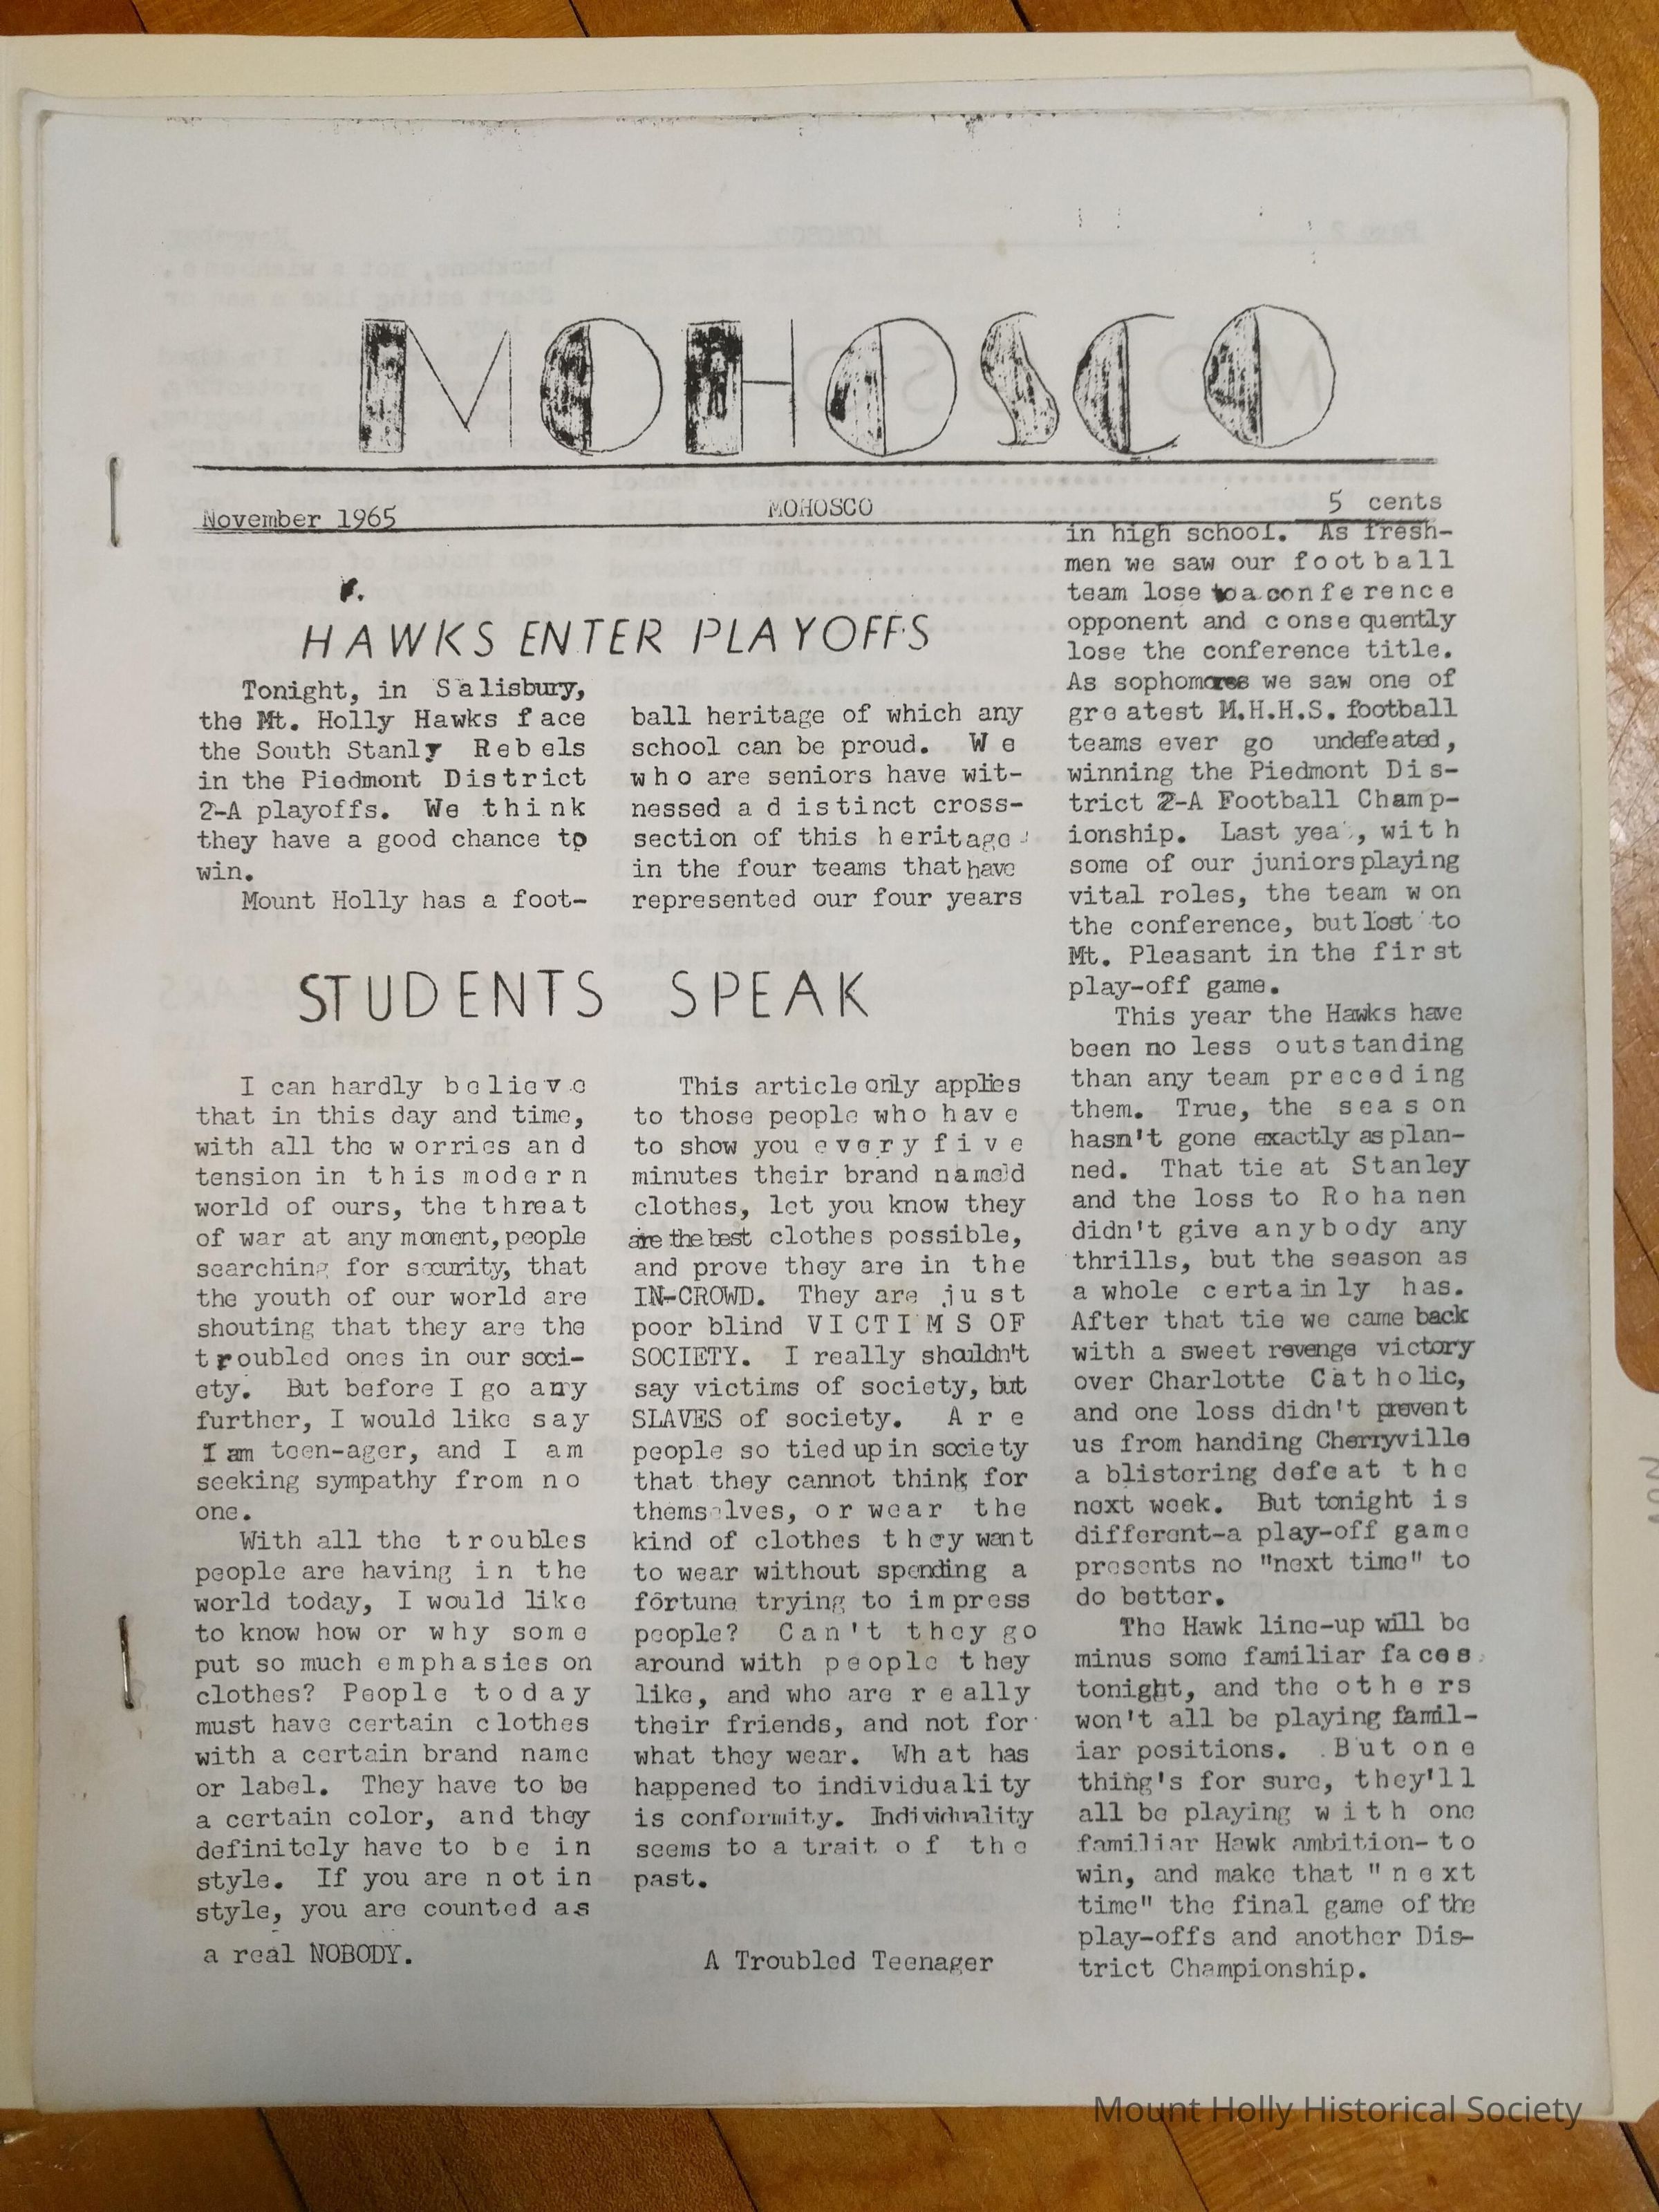 MOHOSCO
November 1965 MOHOSCO 5 cents
HAWKS ENTER PLAYOFFS
Tonight, in Salisbury,
the Mt. Holly Hawks face
the South Stanly Rebels
in the Piedmont District
2-A playoffs. We think
they have a good chance to
win.
Mount Holly has a foot-
ball heritage of which any
school can be proud. We
who are seniors have wit-
nessed a distinct cross-
section of this heritage
in the four teams that have
represented our four years
in high school. As fresh-
men we saw our football
team lose to a conference
opponent and consequently
lose the conference title.
As sophomores we saw one of
greatest M.H.H.S. football
teams ever go undefeated,
winning the Piedmont Dis-
trict 2-A Football Champ-
ionship. Last year, with
some of our juniors playing
vital roles, the team won
the conference, but lost to
Mt. Pleasant in the first
play-off game.
This year the Hawks have
been no less outstanding
than any team preceding
them. True, the season
hasn't gone exactly as plan-
ned. That tie at Stanley
and the loss to Rohanen
didn't give anybody any
thrills, but the season as
a whole certainly has.
After that tie we came back
with a sweet revenge victory
over Charlotte Catholic,
and one loss didn't prevent
us from handing Cherryville
a blistering defeat the
next week. But tonight is
different-a play-off game
presents no "next time" to
do better.
The Hawk line-up will be
minus some familiar faces
tonight, and the others
won't all be playing famil-
iar positions. But one
thing's for sure, they'll
all be playing with one
familiar Hawk ambition- to
win, and make that "next
time" the final game of the
play-offs and another Dis-
trict Championship.
STUDENTS SPEAK
I can hardly believe
that in this day and time,
with all the worries and
tension in this modern
world of ours, the threat
of war at any moment, people
searching for security, that
the youth of our world are
shouting that they are the
troubled ones in our soci-
ety. But before I go any
further, I would like say
I am teen-ager, and I am
seeking sympathy from no
one.
With all the troubles
people are having in the
world today, I would like
to know how or why some
put so much emphasies on
clothes? People today
must have certain clothes
with a certain brand name
or label. They have to be
a certain color, and they
definitely have to be in
style. If you are not in
style, you are counted as
a real NOBODY.
This article only applies
to those people who have
to show you every five
minutes their brand name'd
clothes, let you know they
are the best clothes possible,
and prove they are in the
IN-CROWD. They are just
poor blind VICTIMS OF
SOCIETY. I really shouldn't
say victims of society, but
SLAVES of society. Are
people so tied up in society
that they cannot think for
themselves, or wear the
kind of clothes they want
to wear without spending a
fortune trying to impress
people? Can't they go
around with people they
like, and who are really
their friends, and not for
what they wear. What has
happened to individuality
is conformity. Individuality
seems to a trait of the
past.
A Troubled Teenager
Mount Holly Historical Society